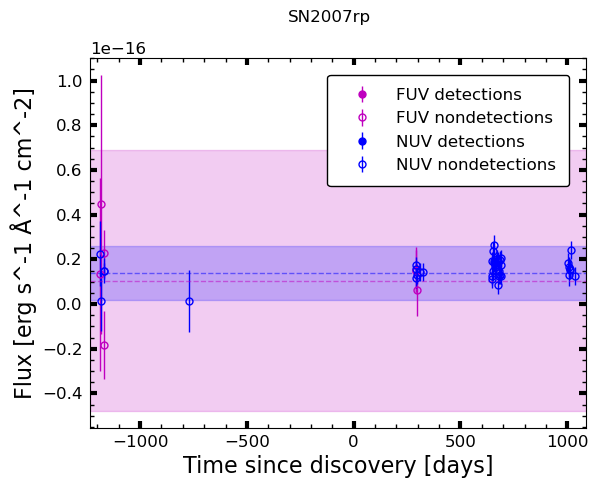 SN2007rp
1e−16
Flux [erg s^-1 Å^-1 cm^-2]
1.0
0.8
0.6
0.4
0.2
0.0
−0.2
−0.4
FUV detections
FUV nondetections
NUV detections
NUV nondetections
−1000
−500
0
500
1000
Time since discovery [days]